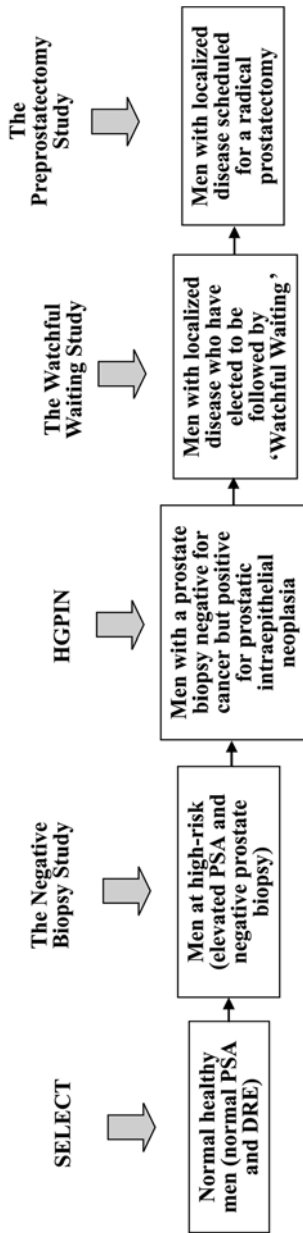 SELECT
Normal healthy
men (normal PSA
and DRE)
The Negative
Biopsy Study
Men at high-risk
(elevated PSA and
negative prostate
biopsy)
HGPIN
Men with a prostate
biopsy negative for
cancer but positive
for prostatic
intraepithelial
neoplasia
The Watchful
Waiting Study
Men with localized
disease who have
elected to be
followed by
‘Watchful Waiting’
The
Preprostatectomy
Study
Men with localized
disease scheduled
for a radical
prostatectomy